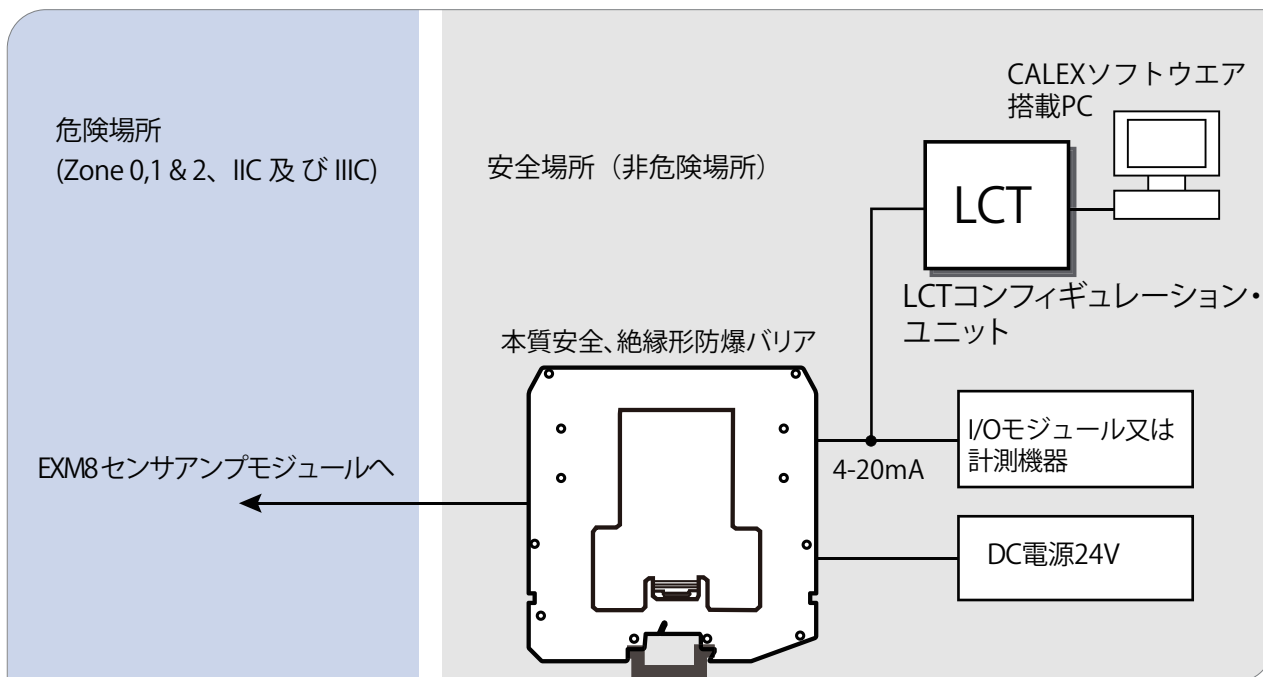 危険場所
(Zone 0,1 & 2、IIC 及 び IIIC)
安全場所（非危険場所）
CALEXソフトウエア
搭載PC
LCT
LCTコンフィギュレーション・
ユニット
本質安全、絶縁形防爆バリア
EXM8 センサアンプモジュールへ
4-20mA
I/Oモジュール又は
計測機器
DC電源24V